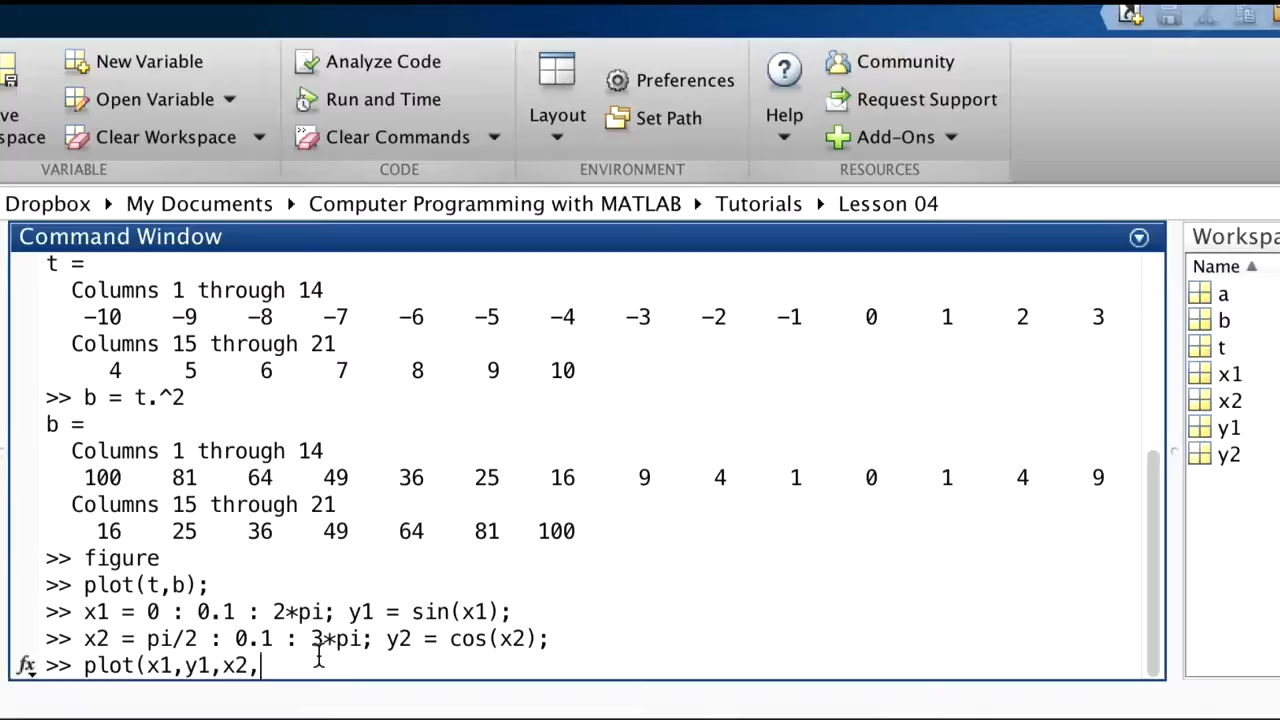 New Variable
Analyze Code
Community
Open Variable
Run and Time
Layout
Preferences
Help
Request Support
Clear Workspace
Clear Commands
Set Path
Add-Ons
VARIABLE
CODE
ENVIRONMENT
RESOURCES
Dropbox My Documents Computer Programming with MATLAB Tutorials Lesson 04
Command Window
t =
Columns 1 through 14
-10 -9 -8 -7 -6 -5 -4 -3 -2 -1 0 1 2 3
Columns 15 through 21
4 5 6 7 8 9 10
>> b = t.^2
b =
Columns 1 through 14
100 81 64 49 36 25 16 9 4 1 0 1 4 9
Columns 15 through 21
16 25 36 49 64 81 100
>> figure
>> plot(t,b);
>> x1 = 0 : 0.1 : 2*pi; y1 = sin(x1);
>> x2 = pi/2 : 0.1 : 3*pi; y2 = cos(x2);
fx >> plot(x1,y1,x2,
Workspa
Name
a
b
t
x1
x2
y1
y2